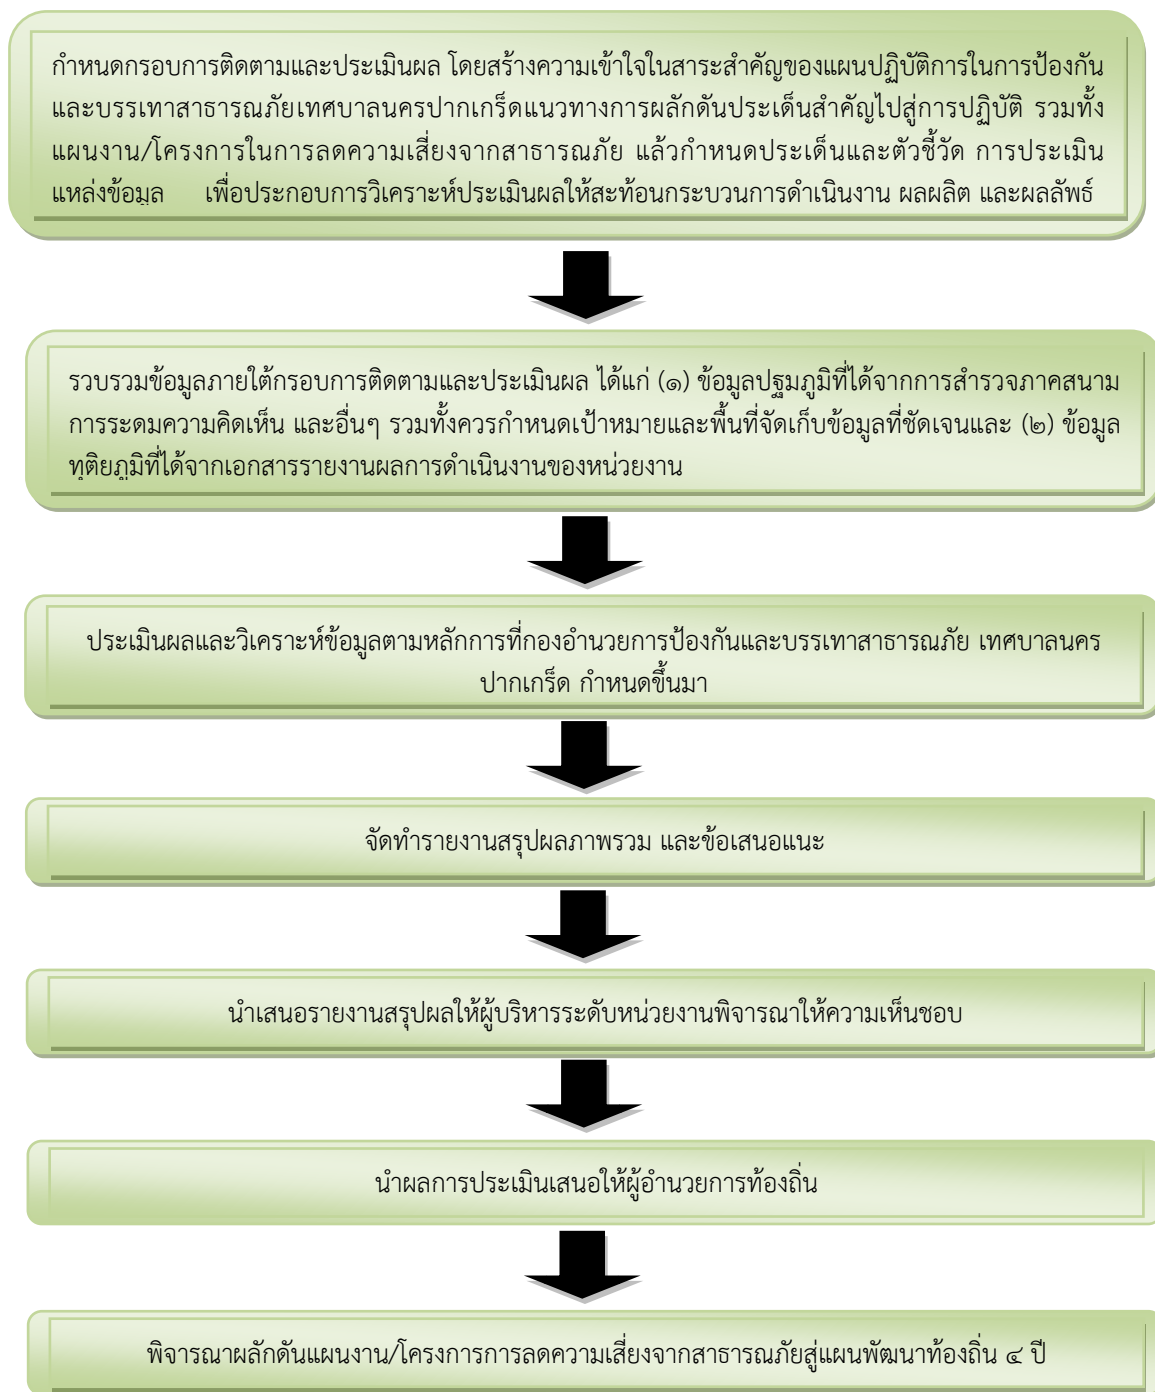 กำหนดกรอบการติดตามและประเมินผล โดยสร้างความเข้าใจในสาระสำคัญของแผนปฏิบัติการในการป้องกัน
และบรรเทาสาธารณภัยเทศบาลนครปากเกร็ดแนวทางการผลักดันประเด็นสำคัญไปสู่การปฏิบัติ รวมทั้ง
แผนงาน/โครงการในการลดความเสี่ยงจากสาธารณภัย แล้วกำหนดประเด็นและตัวชี้วัด การประเมิน
แหล่งข้อมูล เพื่อประกอบการวิเคราะห์ประเมินผลให้สะท้อนกระบวนการดำเนินงาน ผลผลิต และผลลัพธ์
รวบรวมข้อมูลภายใต้กรอบการติดตามและประเมินผล ได้แก่ (๑) ข้อมูลปฐมภูมิที่ได้จากการสำรวจภาคสนาม
การระดมความคิดเห็น และอื่นๆ รวมทั้งควรกำหนดเป้าหมายและพื้นที่จัดเก็บข้อมูลที่ชัดเจนและ (๒) ข้อมูล
ทุติยภูมิที่ได้จากเอกสารรายงานผลการดำเนินงานของหน่วยงาน
ประเมินผลและวิเคราะห์ข้อมูลตามหลักการที่กองอำนวยการป้องกันและบรรเทาสาธารณภัย เทศบาลนคร
ปากเกร็ด กำหนดขึ้นมา
จัดทำรายงานสรุปผลภาพรวม และข้อเสนอแนะ
นำเสนอรายงานสรุปผลให้ผู้บริหารระดับหน่วยงานพิจารณาให้ความเห็นชอบ
นำผลการประเมินเสนอให้ผู้อำนวยการท้องถิ่น
พิจารณาผลักดันแผนงาน/โครงการการลดความเสี่ยงจากสาธารณภัยสู่แผนพัฒนาท้องถิ่น ๔ ปี